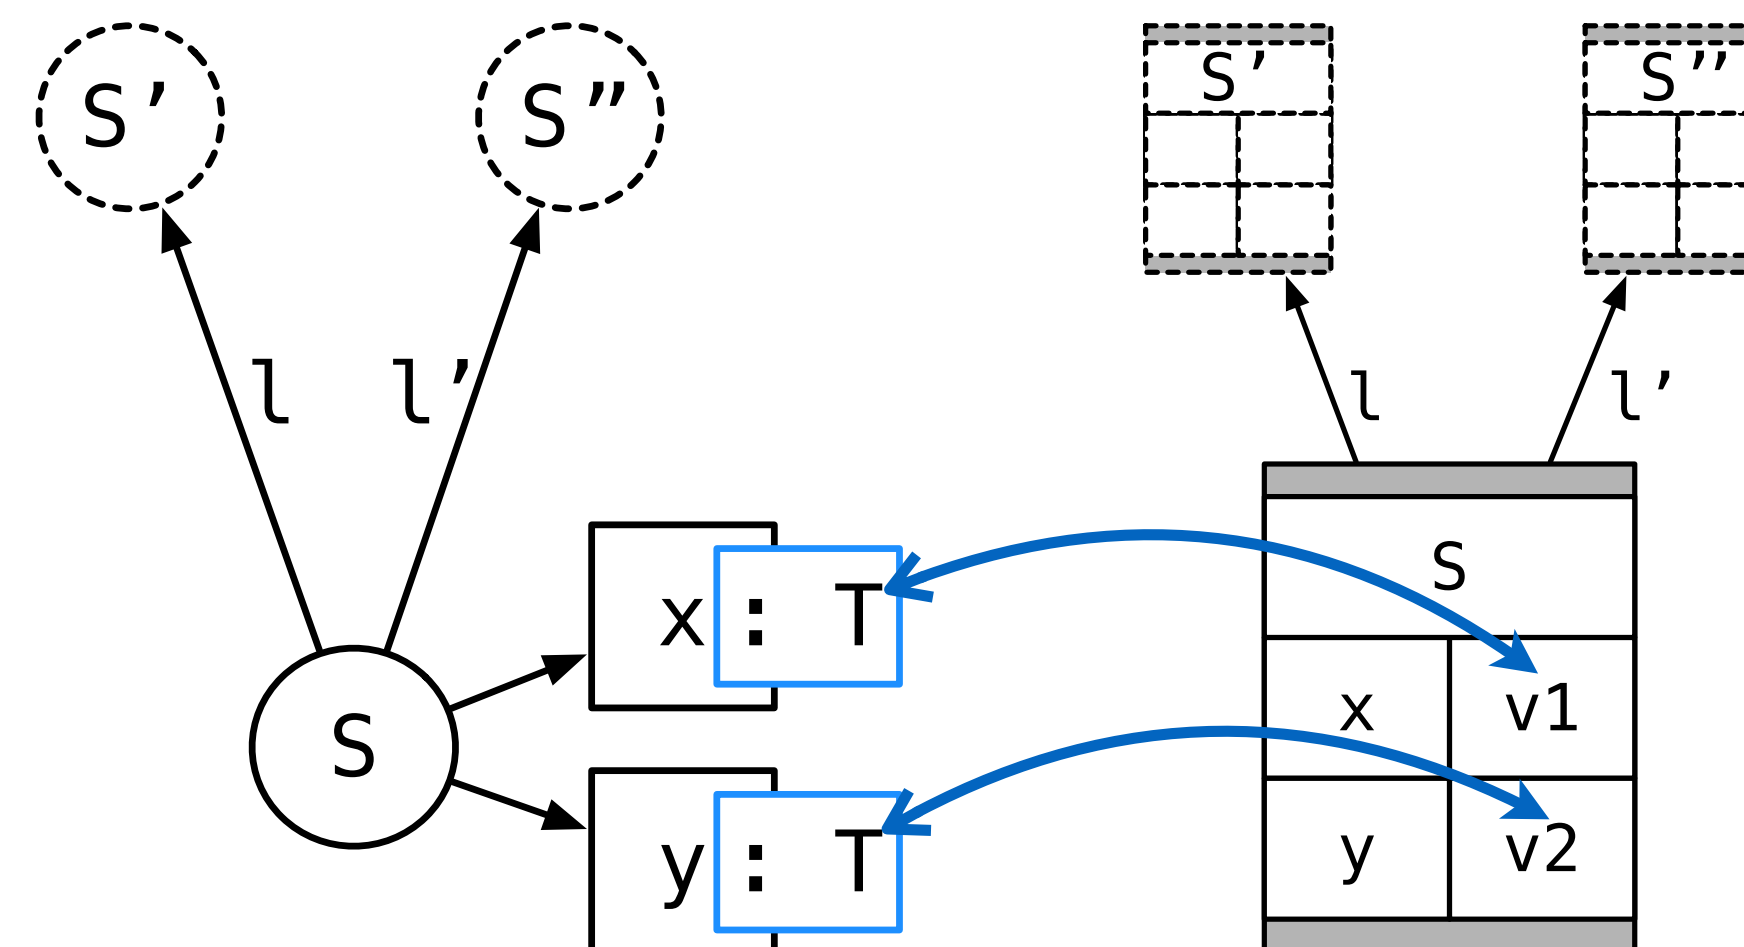 S’ S”
S’ S”
l l’
l l’
x : T
S
S
x v1
y : T
y v2